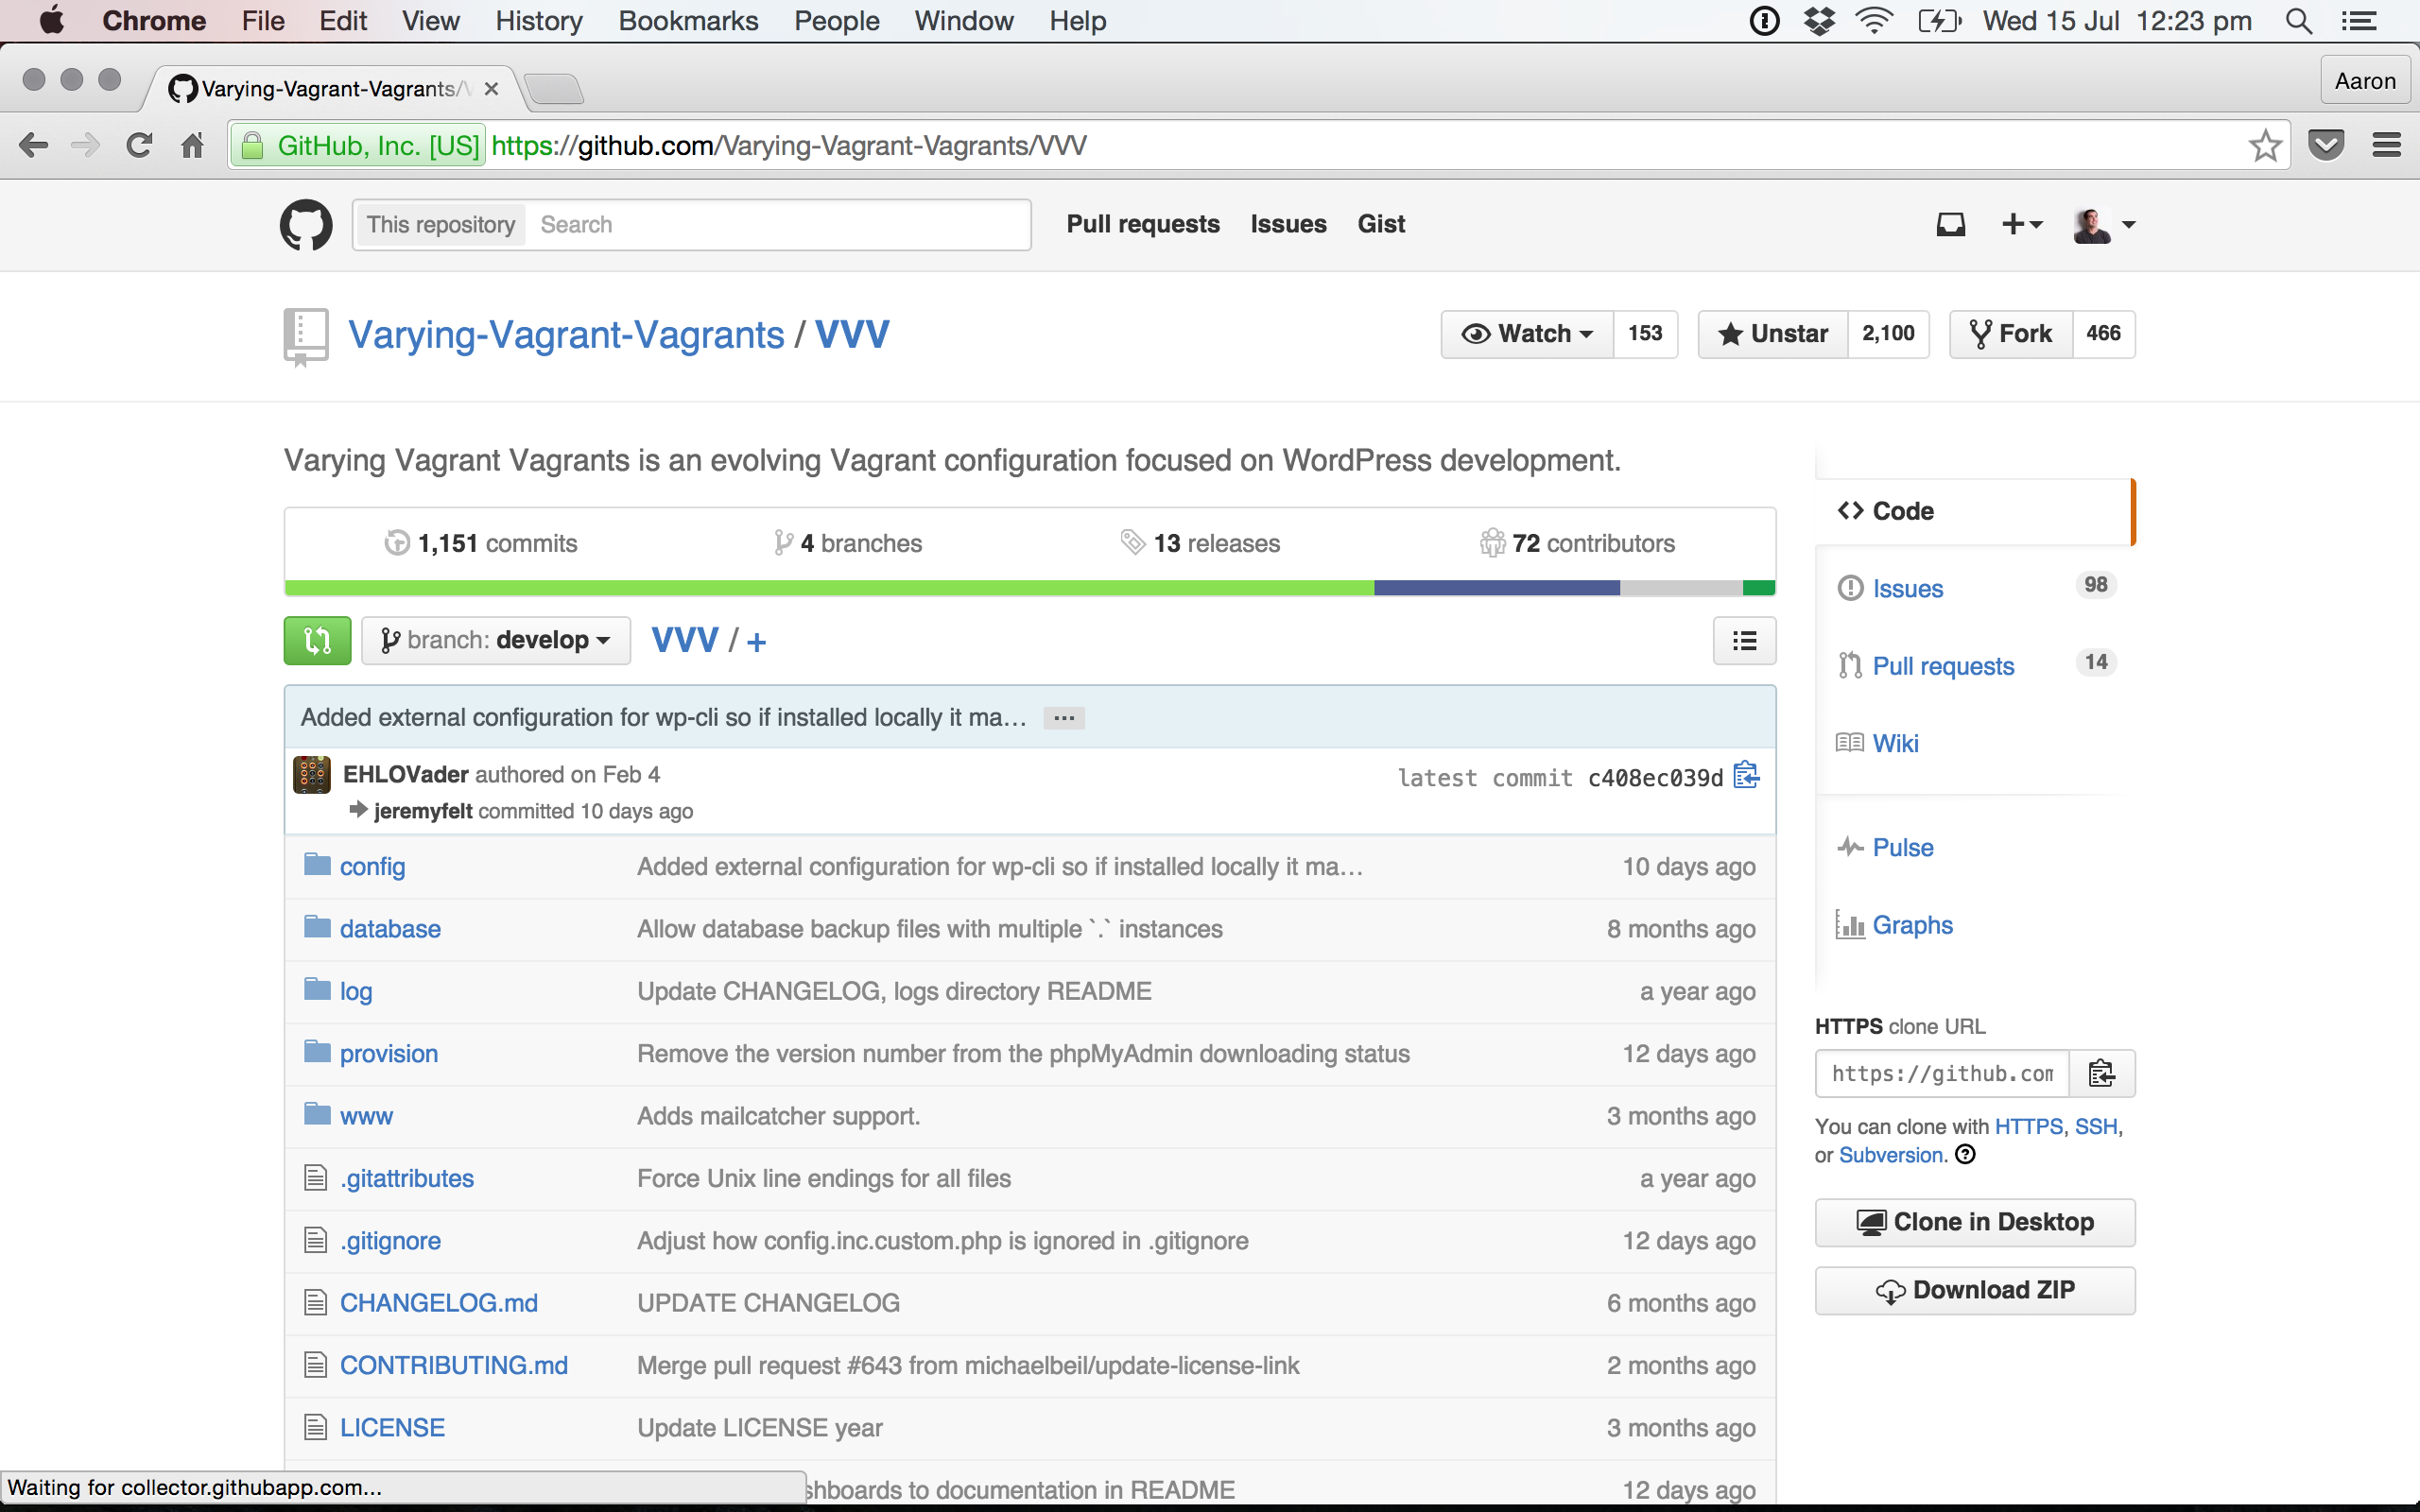 Chrome File Edit View History Bookmarks People Window Help Wed 15 Jul 12:23 pm
Varying-Vagrant-Vagrants/ Aaron
GitHub, Inc. [US] https://github.com/Varying-Vagrant-Vagrants/VVV
This repository Search Pull requests Issues Gist
Varying-Vagrant-Vagrants / VVV Watch 153 Unstar 2,100 Fork 466
Varying Vagrant Vagrants is an evolving Vagrant configuration focused on WordPress development.
1,151 commits 4 branches 13 releases 72 contributors
branch: develop VVV / +
Added external configuration for wp-cli so if installed locally it ma… …
EHLOVader authored on Feb 4
latest commit c408ec039d
jeremyfelt committed 10 days ago
config Added external configuration for wp-cli so if installed locally it ma… 10 days ago
database Allow database backup files with multiple `.` instances 8 months ago
log Update CHANGELOG, logs directory README a year ago
provision Remove the version number from the phpMyAdmin downloading status 12 days ago
www Adds mailcatcher support. 3 months ago
.gitattributes Force Unix line endings for all files a year ago
.gitignore Adjust how config.inc.custom.php is ignored in .gitignore 12 days ago
CHANGELOG.md UPDATE CHANGELOG 6 months ago
CONTRIBUTING.md Merge pull request #643 from michaelbeil/update-license-link 2 months ago
LICENSE Update LICENSE year 3 months ago
shboards to documentation in README 12 days ago
Code
Issues 98
Pull requests 14
Wiki
Pulse
Graphs
HTTPS clone URL
https://github.com
You can clone with HTTPS, SSH,
or Subversion.
Clone in Desktop
Download ZIP
Waiting for collector.githubapp.com...